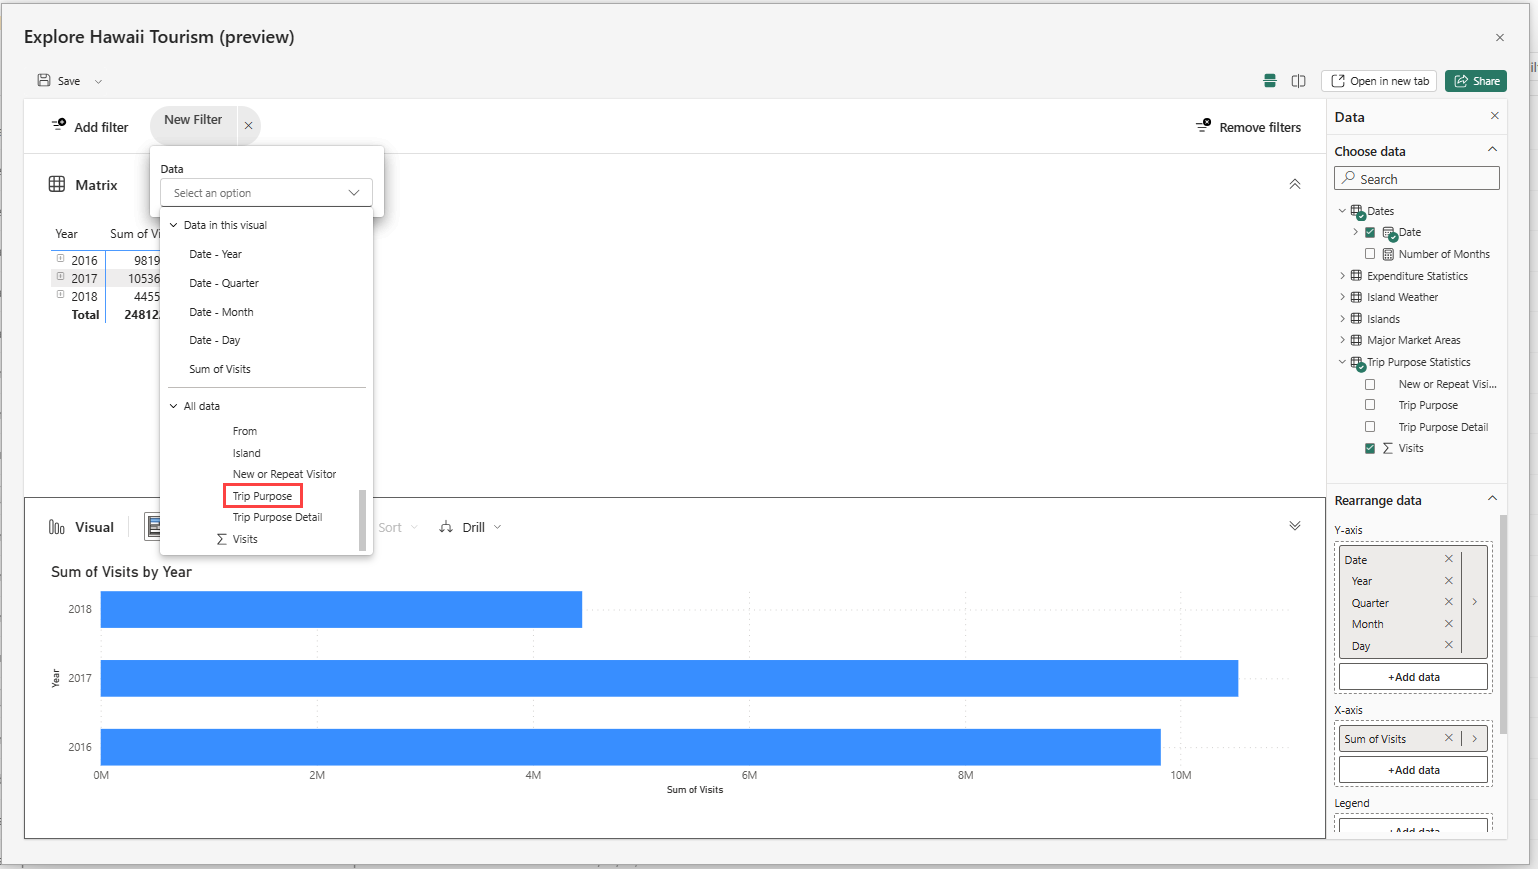 Explore Hawaii Tourism (preview)
Save
Open in new tab
Share
Add filter
New Filter
Remove filters
Data
Select an option
Data in this visual
Date - Year
Date - Quarter
Date - Month
Date - Day
Sum of Visits
All data
From
Island
New or Repeat Visitor
Trip Purpose
Trip Purpose Detail
Σ Visits
Matrix
Year Sum of Vi
2016 9819
2017 10536
2018 4455
Total 24812
Visual
Sort
Drill
Sum of Visits by Year
2018
2017
2016
Year
0M 2M 4M 6M 8M 10M
Sum of Visits
Data
Choose data
Search
Dates
Date
Number of Months
Expenditure Statistics
Island Weather
Islands
Major Market Areas
Trip Purpose Statistics
New or Repeat Visi...
Trip Purpose
Trip Purpose Detail
Σ Visits
Rearrange data
Y-axis
Date
Year
Quarter
Month
Day
+Add data
X-axis
Sum of Visits
+Add data
Legend
+Add data